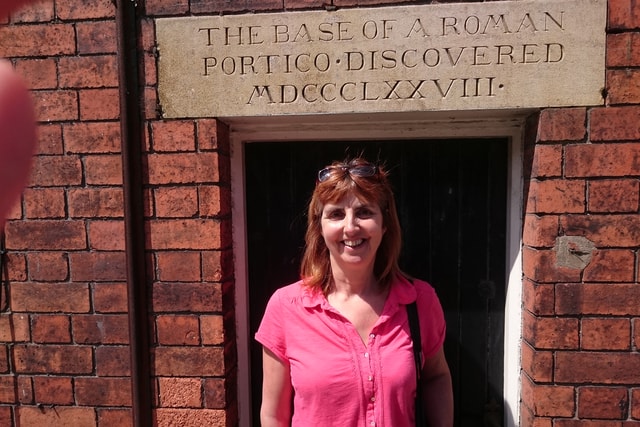 THE BASE OF A ROMAN
PORTICO·DISCOVERED
MDCCCLXXVIII·